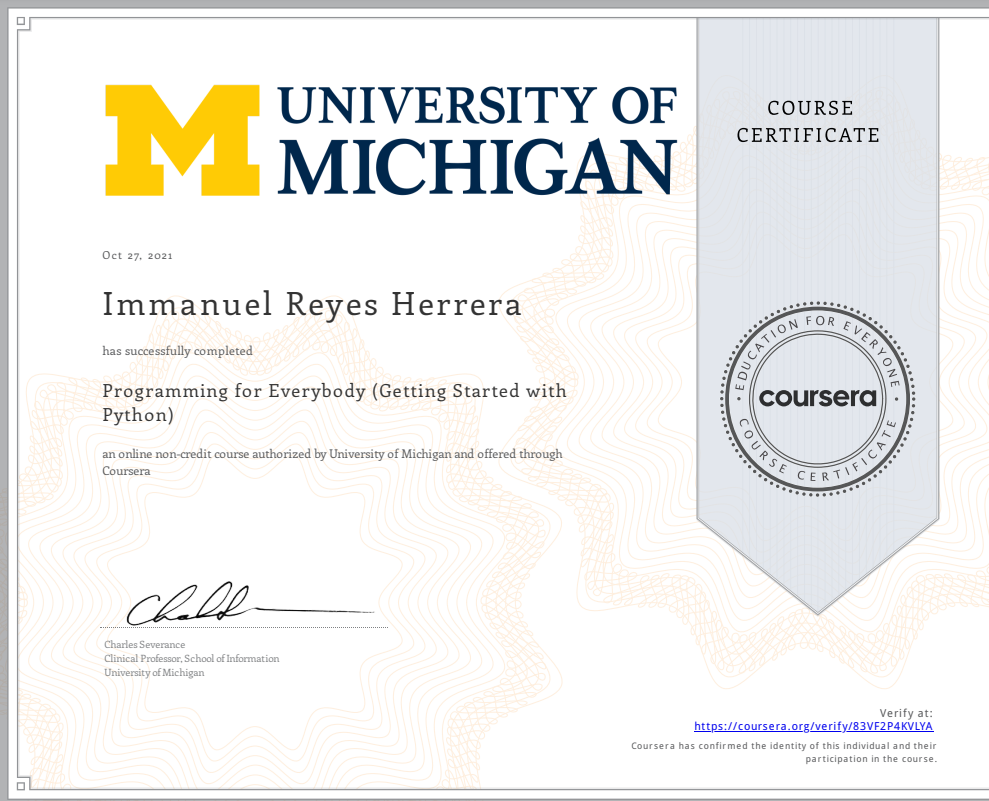 UNIVERSITY OF
MICHIGAN
COURSE
CERTIFICATE
Oct 27, 2021
Immanuel Reyes Herrera
has successfully completed
Programming for Everybody (Getting Started with
Python)
an online non-credit course authorized by University of Michigan and offered through
Coursera
EDUCATION FOR EVERYONE
coursera
COURSE CERTIFICATE
Charles Severance
Clinical Professor, School of Information
University of Michigan
Verify at:
https://coursera.org/verify/83VF2P4KVLYA
Coursera has confirmed the identity of this individual and their
participation in the course.